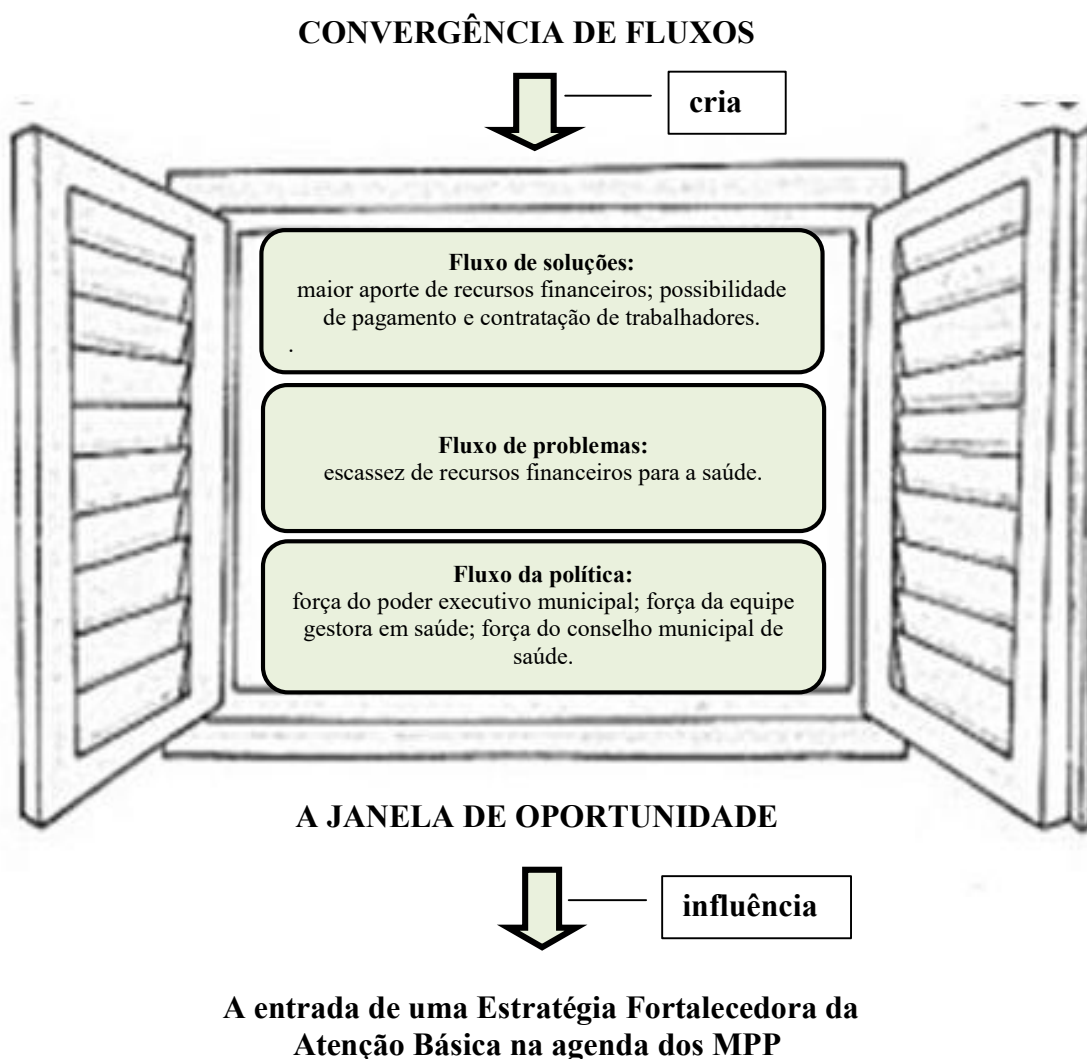 CONVERGÊNCIA DE FLUXOS
cria
Fluxo de soluções:
maior aporte de recursos financeiros; possibilidade
de pagamento e contratação de trabalhadores.
.
Fluxo de problemas:
escassez de recursos financeiros para a saúde.
Fluxo da política:
força do poder executivo municipal; força da equipe
gestora em saúde; força do conselho municipal de
saúde.
A JANELA DE OPORTUNIDADE
influência
A entrada de uma Estratégia Fortalecedora da
Atenção Básica na agenda dos MPP